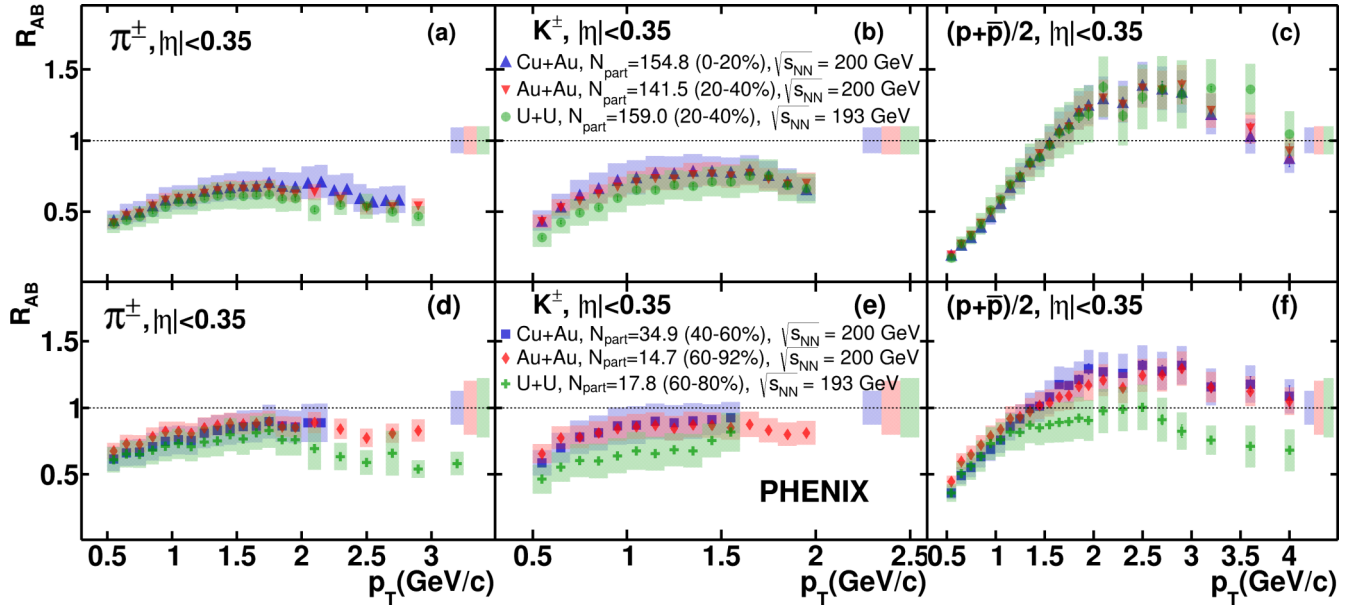 R_AB
1.5
1
0.5
π±, |η|<0.35
(a)
K±, |η|<0.35
(b)
Cu+Au, N_part=154.8 (0-20%), √s_NN = 200 GeV
Au+Au, N_part=141.5 (20-40%), √s_NN = 200 GeV
U+U, N_part=159.0 (20-40%), √s_NN = 193 GeV
(p+p̅)/2, |η|<0.35
(c)
R_AB
1.5
1
0.5
π±, |η|<0.35
(d)
K±, |η|<0.35
(e)
Cu+Au, N_part=34.9 (40-60%), √s_NN = 200 GeV
Au+Au, N_part=14.7 (60-92%), √s_NN = 200 GeV
U+U, N_part=17.8 (60-80%), √s_NN = 193 GeV
PHENIX
(p+p̅)/2, |η|<0.35
(f)
0.5 1 1.5 2 2.5 3
p_T(GeV/c)
0.5 1 1.5 2 2.5
p_T(GeV/c)
0.5 1 1.5 2 2.5 3 3.5 4
p_T(GeV/c)